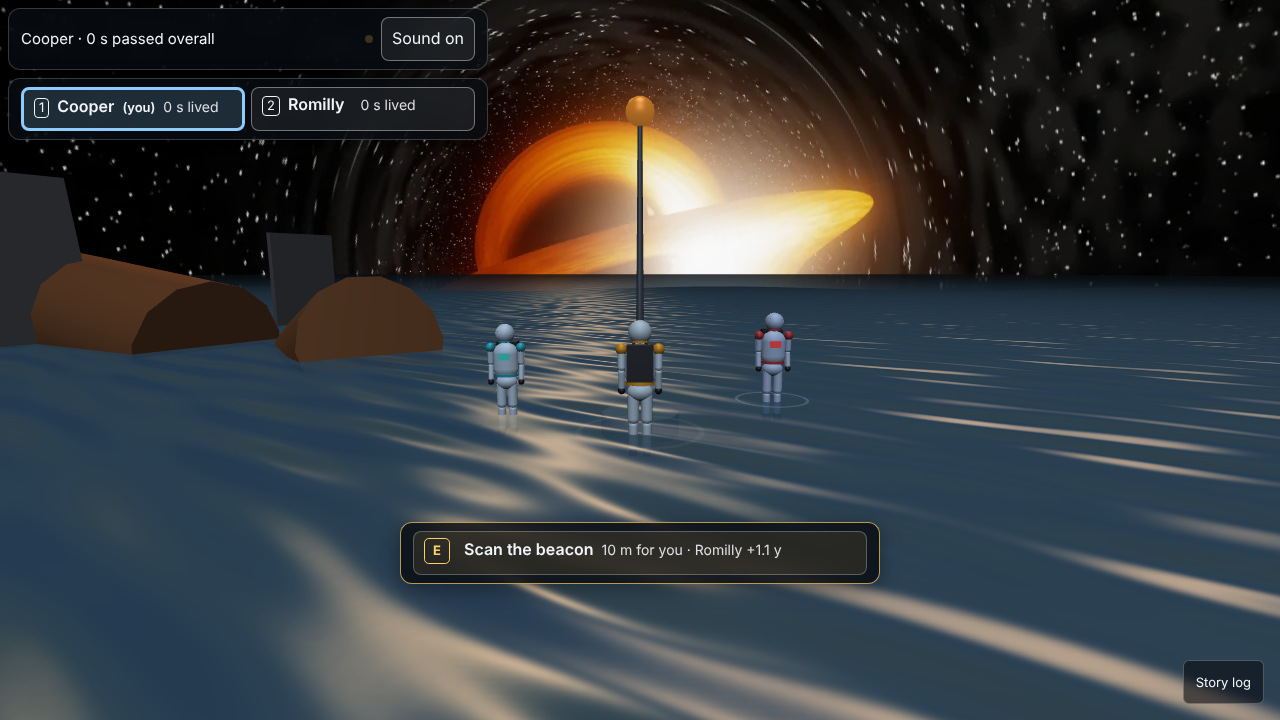 Cooper · 0 s passed overall
Sound on
1 Cooper (you) 0 s lived
2 Romilly 0 s lived
E Scan the beacon 10 m for you · Romilly +1.1 y
Story log